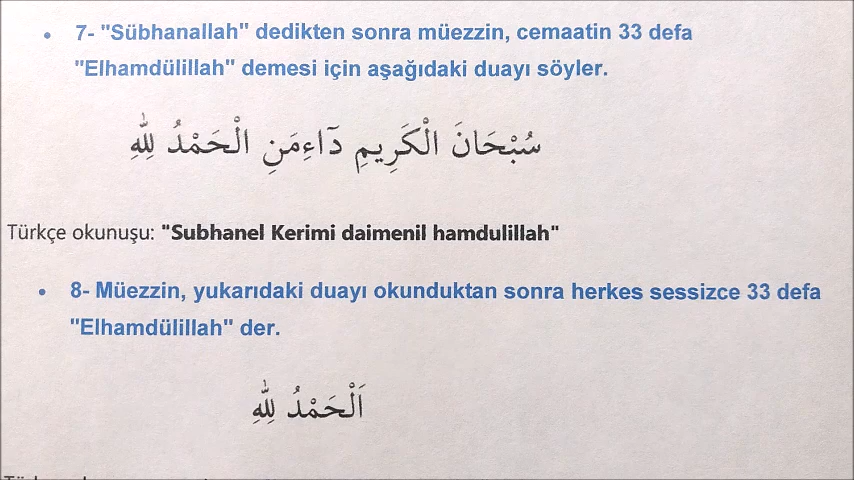 7- "Sübhanallah" dedikten sonra müezzin, cemaatin 33 defa
"Elhamdülillah" demesi için aşağıdaki duayı söyler.
سُبْحَانَ الْكَرِيمِ دَٓاءِمَنِ الْحَمْدُ لِلّٰهِ
Türkçe okunuşu: "Subhanel Kerimi daimenil hamdulillah"
8- Müezzin, yukarıdaki duayı okunduktan sonra herkes sessizce 33 defa
"Elhamdülillah" der.
اَلْحَمْدُ لِلّٰهِ